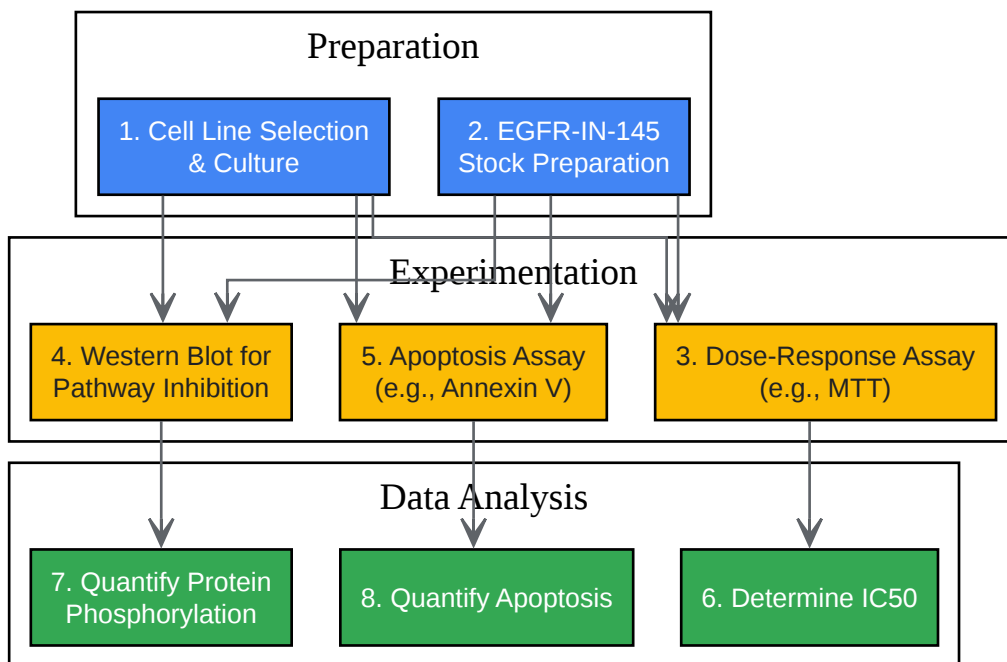 Preparation
1. Cell Line Selection
& Culture
2. EGFR-IN-145
Stock Preparation
Experimentation
4. Western Blot for
Pathway Inhibition
5. Apoptosis Assay
(e.g., Annexin V)
3. Dose-Response Assay
(e.g., MTT)
Data Analysis
7. Quantify Protein
Phosphorylation
8. Quantify Apoptosis
6. Determine IC50